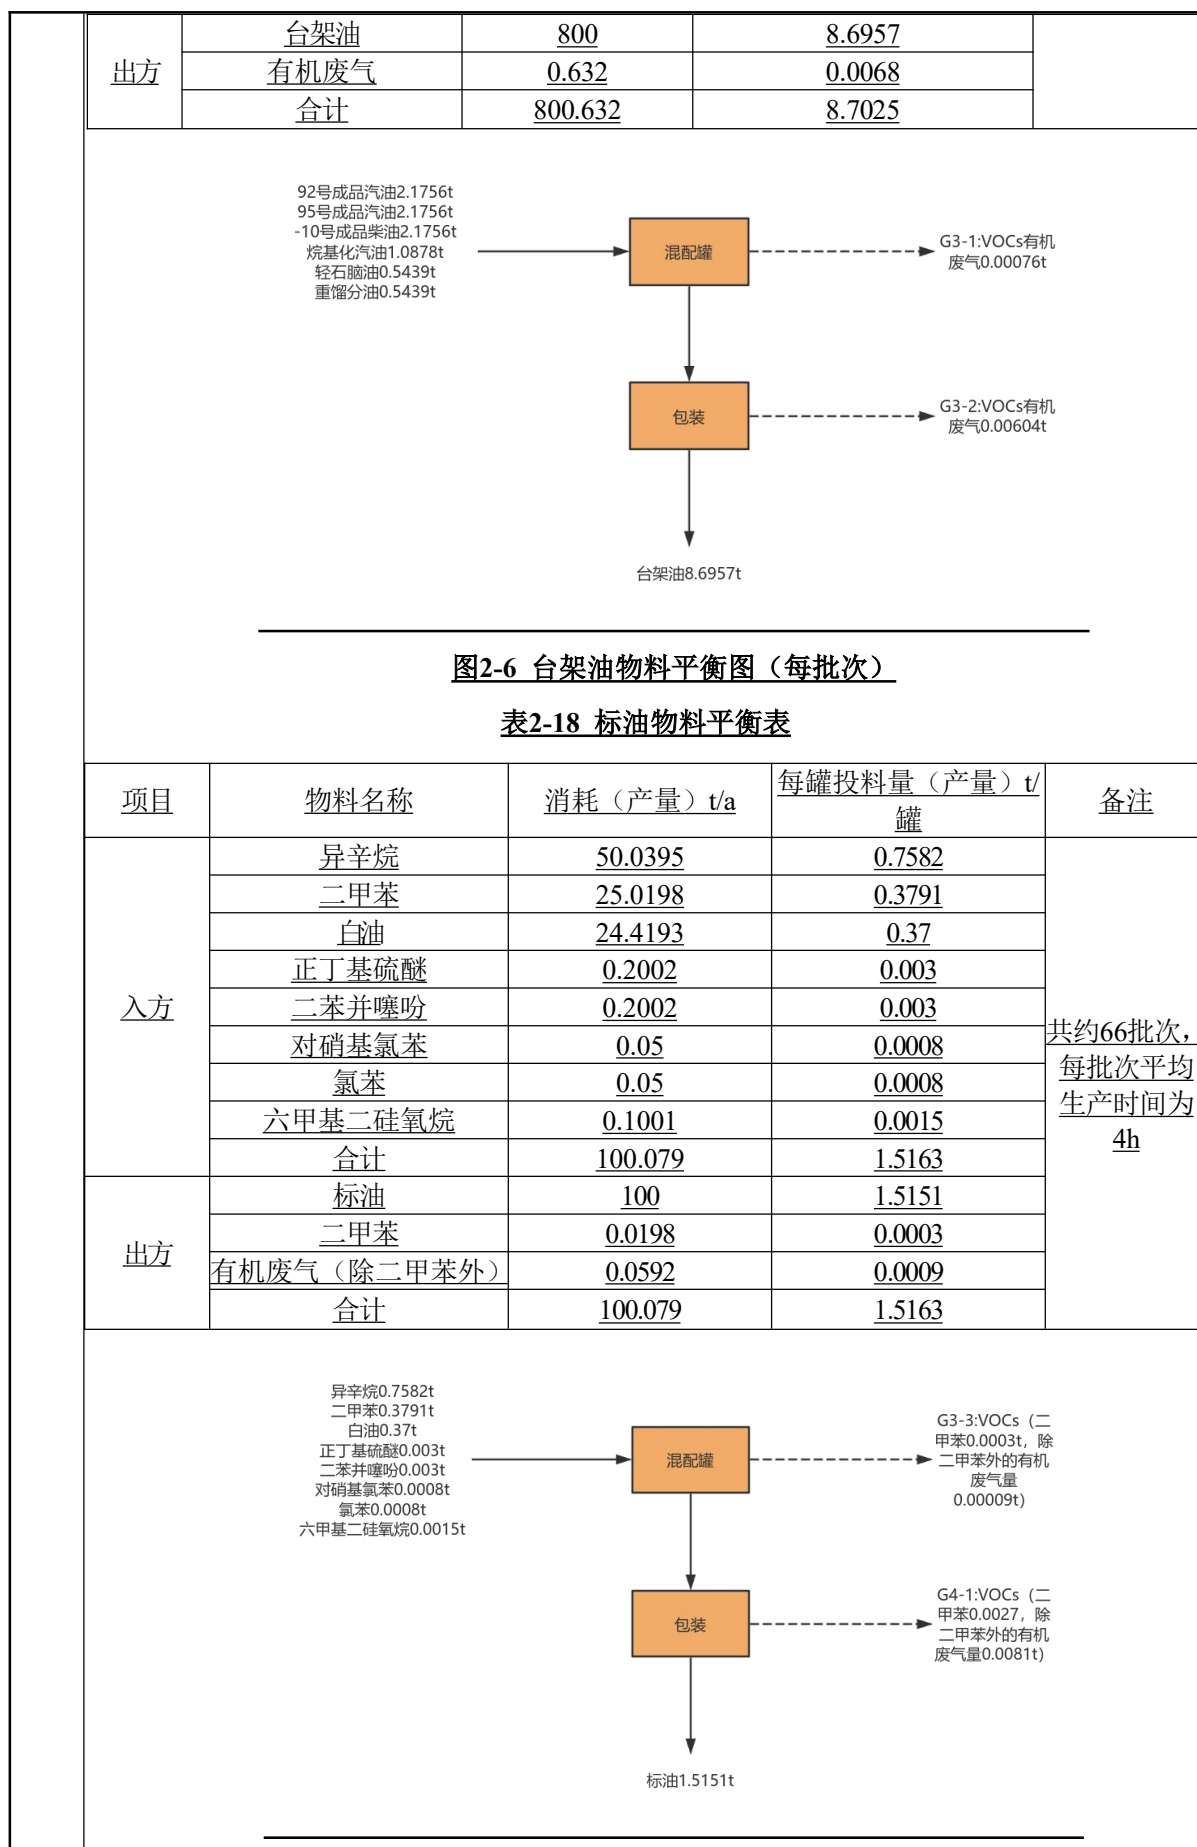 出方
台架油 800 8.6957
有机废气 0.632 0.0068
合计 800.632 8.7025
92号成品汽油2.1756t
95号成品汽油2.1756t
-10号成品柴油2.1756t
烷基化汽油1.0878t
轻石脑油0.5439t
重馏分油0.5439t
混配罐
G3-1:VOCs有机
废气0.00076t
包装
G3-2:VOCs有机
废气0.00604t
台架油8.6957t
图2-6 台架油物料平衡图（每批次）
表2-18 标油物料平衡表
项目 物料名称 消耗（产量）t/a 每罐投料量（产量）t/
罐 备注
入方
异辛烷 50.0395 0.7582
二甲苯 25.0198 0.3791
白油 24.4193 0.37
正丁基硫醚 0.2002 0.003
二苯并噻吩 0.2002 0.003
对硝基氯苯 0.05 0.0008
氯苯 0.05 0.0008
六甲基二硅氧烷 0.1001 0.0015
合计 100.079 1.5163
共约66批次，
每批次平均
生产时间为
4h
出方
标油 100 1.5151
二甲苯 0.0198 0.0003
有机废气（除二甲苯外） 0.0592 0.0009
合计 100.079 1.5163
异辛烷0.7582t
二甲苯0.3791t
白油0.37t
正丁基硫醚0.003t
二苯并噻吩0.003t
对硝基氯苯0.0008t
氯苯0.0008t
六甲基二硅氧烷0.0015t
混配罐
G3-3:VOCs（二
甲苯0.0003t，除
二甲苯外的有机
废气量
0.00009t）
包装
G4-1:VOCs（二
甲苯0.0027，除
二甲苯外的有机
废气量0.0081t）
标油1.5151t